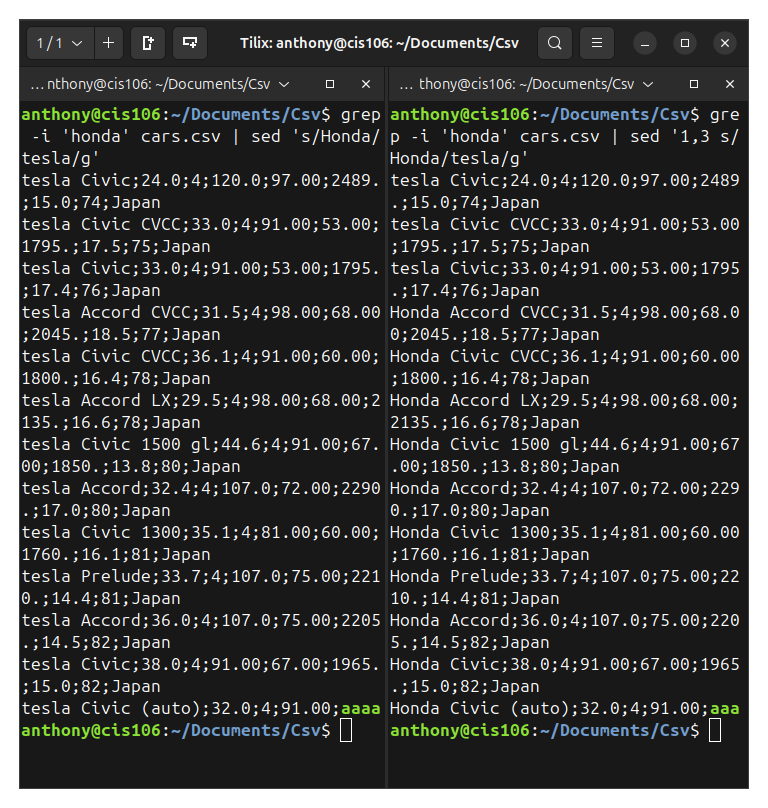 1 / 1
Tilix: anthony@cis106: ~/Documents/Csv
…nthony@cis106: ~/Documents/Csv
anthony@cis106:~/Documents/Csv$ grep
 -i 'honda' cars.csv | sed 's/Honda/
tesla/g'
tesla Civic;24.0;4;120.0;97.00;2489.
;15.0;74;Japan
tesla Civic CVCC;33.0;4;91.00;53.00;
1795.;17.5;75;Japan
tesla Civic;33.0;4;91.00;53.00;1795.
;17.4;76;Japan
tesla Accord CVCC;31.5;4;98.00;68.00
;2045.;18.5;77;Japan
tesla Civic CVCC;36.1;4;91.00;60.00;
1800.;16.4;78;Japan
tesla Accord LX;29.5;4;98.00;68.00;2
135.;16.6;78;Japan
tesla Civic 1500 gl;44.6;4;91.00;67.
00;1850.;13.8;80;Japan
tesla Accord;32.4;4;107.0;72.00;2290
.;17.0;80;Japan
tesla Civic 1300;35.1;4;81.00;60.00;
1760.;16.1;81;Japan
tesla Prelude;33.7;4;107.0;75.00;221
0.;14.4;81;Japan
tesla Accord;36.0;4;107.0;75.00;2205
.;14.5;82;Japan
tesla Civic;38.0;4;91.00;67.00;1965.
;15.0;82;Japan
tesla Civic (auto);32.0;4;91.00;aaaa
anthony@cis106:~/Documents/Csv$
… thony@cis106: ~/Documents/Csv
anthony@cis106:~/Documents/Csv$ gre
p -i 'honda' cars.csv | sed '1,3 s/
Honda/tesla/g'
tesla Civic;24.0;4;120.0;97.00;2489
.;15.0;74;Japan
tesla Civic CVCC;33.0;4;91.00;53.00
;1795.;17.5;75;Japan
tesla Civic;33.0;4;91.00;53.00;1795
.;17.4;76;Japan
Honda Accord CVCC;31.5;4;98.00;68.0
0;2045.;18.5;77;Japan
Honda Civic CVCC;36.1;4;91.00;60.00
;1800.;16.4;78;Japan
Honda Accord LX;29.5;4;98.00;68.00;
2135.;16.6;78;Japan
Honda Civic 1500 gl;44.6;4;91.00;67
.00;1850.;13.8;80;Japan
Honda Accord;32.4;4;107.0;72.00;229
0.;17.0;80;Japan
Honda Civic 1300;35.1;4;81.00;60.00
;1760.;16.1;81;Japan
Honda Prelude;33.7;4;107.0;75.00;22
10.;14.4;81;Japan
Honda Accord;36.0;4;107.0;75.00;220
5.;14.5;82;Japan
Honda Civic;38.0;4;91.00;67.00;1965
.;15.0;82;Japan
Honda Civic (auto);32.0;4;91.00;aaa
anthony@cis106:~/Documents/Csv$